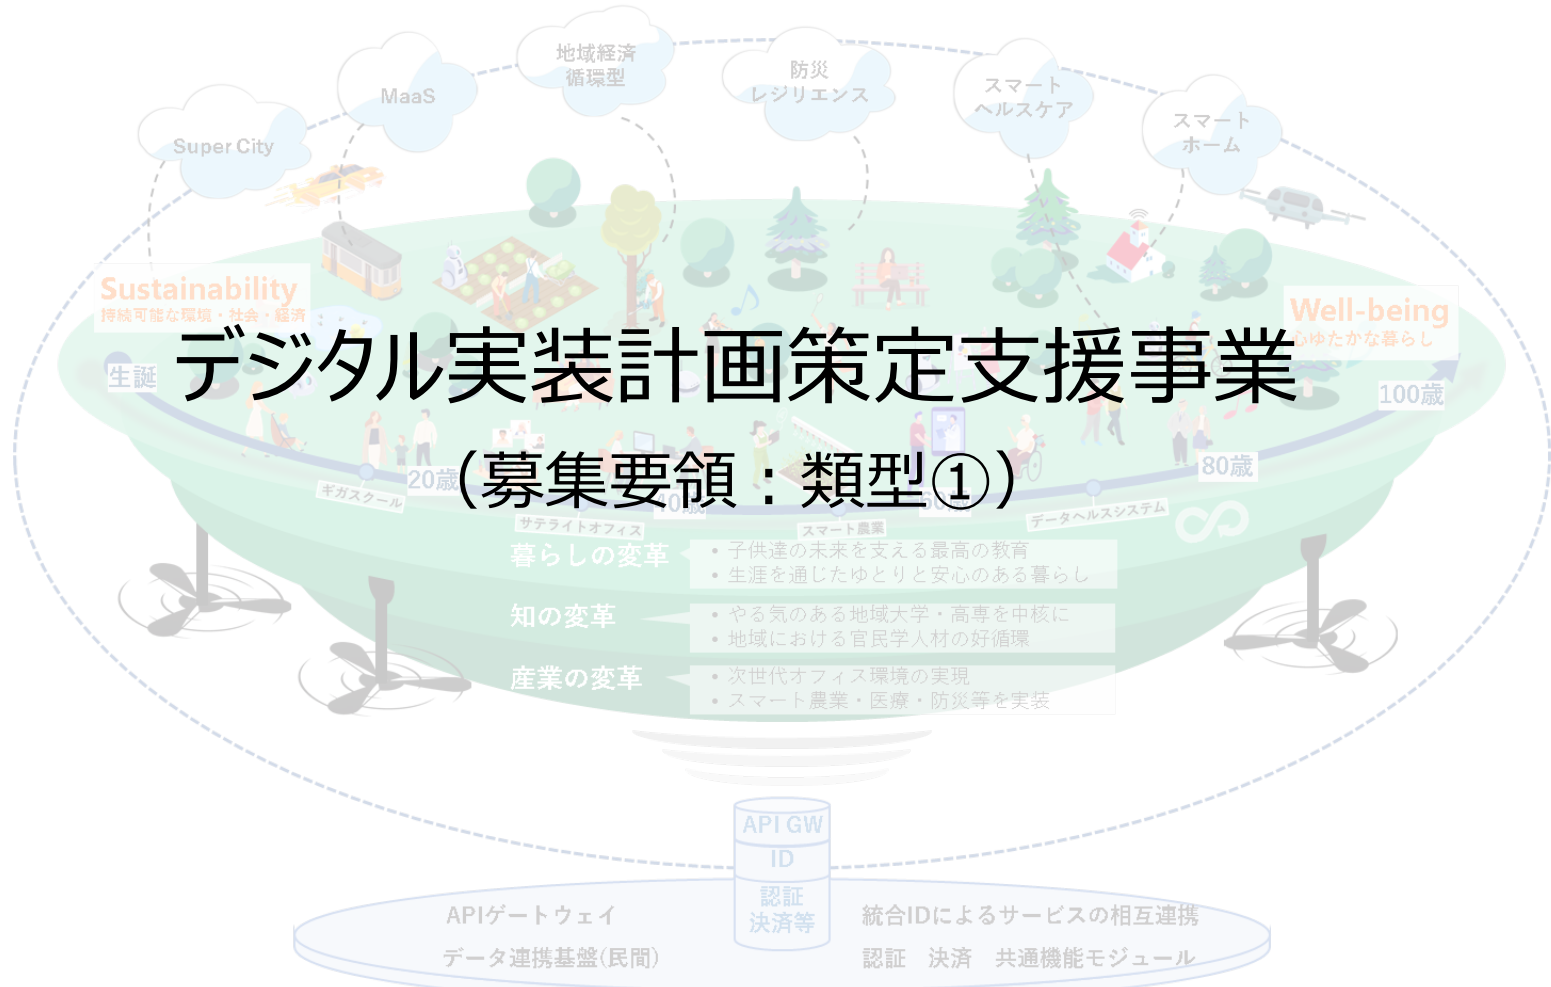 地域経済
循環型
防災
レジリエンス
スマート
ヘルスケア
MaaS
スマート
ホーム
Super City
Sustainability
持続可能な環境・社会・経済
Well-being
心ゆたかな暮らし
デジタル実装計画策定支援事業
生誕
100歳
（募集要領：類型①）
20歳
40歳
60歳
80歳
ギガスクール
サテライトオフィス
スマート農業
データヘルスシステム
暮らしの変革
• 子供達の未来を支える最高の教育
• 生涯を通じたゆとりと安心のある暮らし
知の変革
• やる気のある地域大学・高専を中核に
• 地域における官民学人材の好循環
産業の変革
• 次世代オフィス環境の実現
• スマート農業・医療・防災等を実装
API GW
ID
認証
決済等
APIゲートウェイ
統合IDによるサービスの相互連携
データ連携基盤(民間)
認証　決済　共通機能モジュール